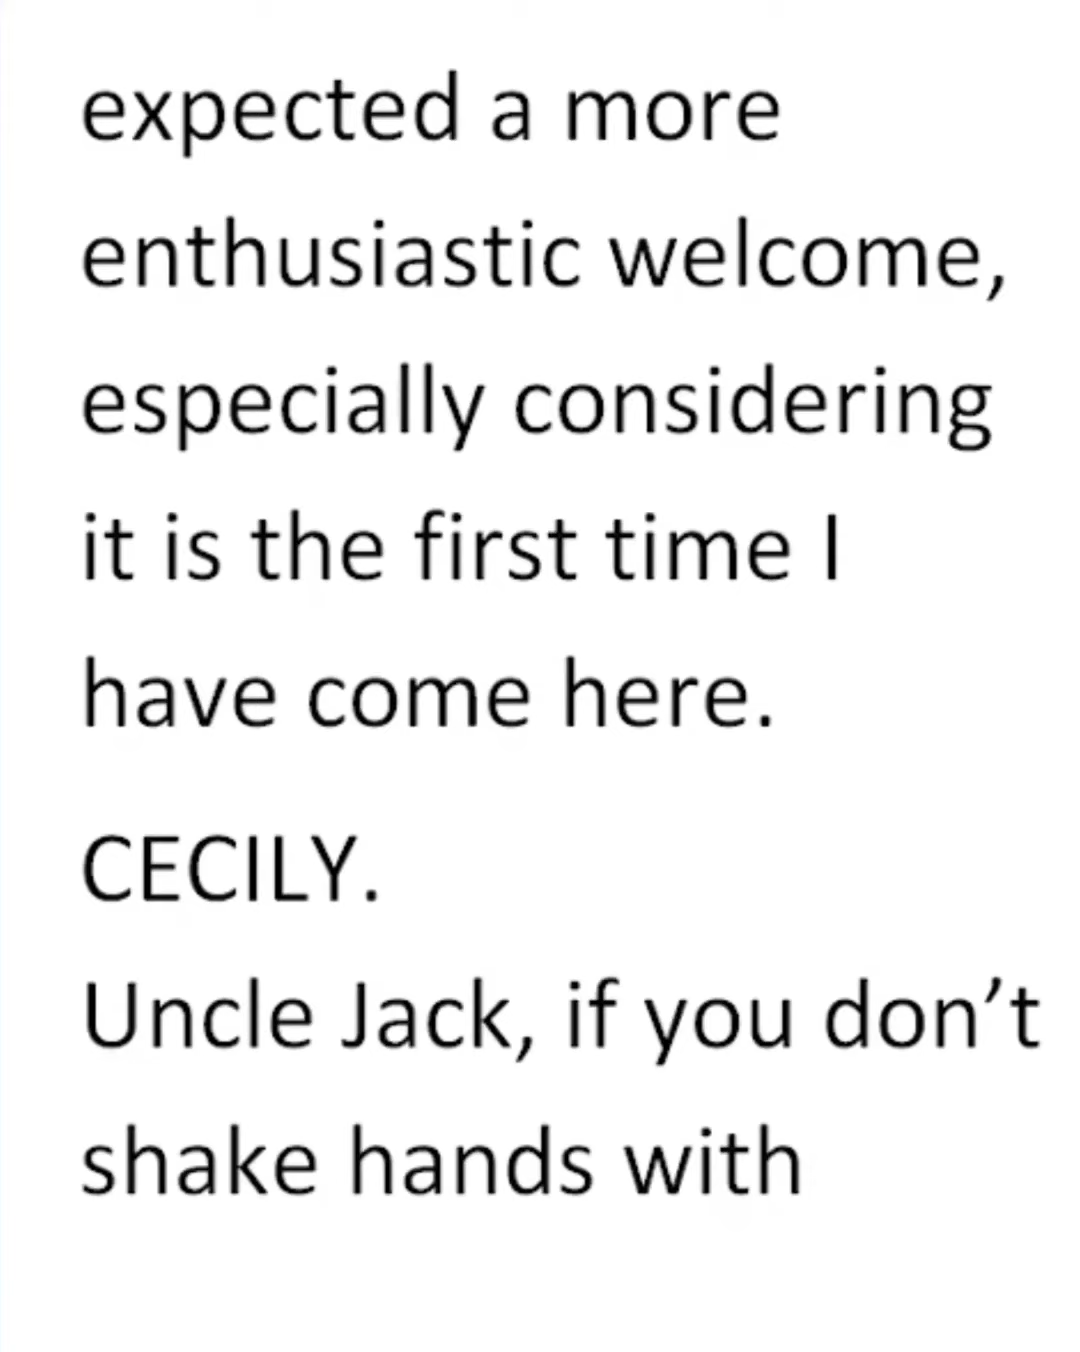 expected a more
enthusiastic welcome,
especially considering
it is the first time I
have come here.
CECILY.
Uncle Jack, if you don’t
shake hands with